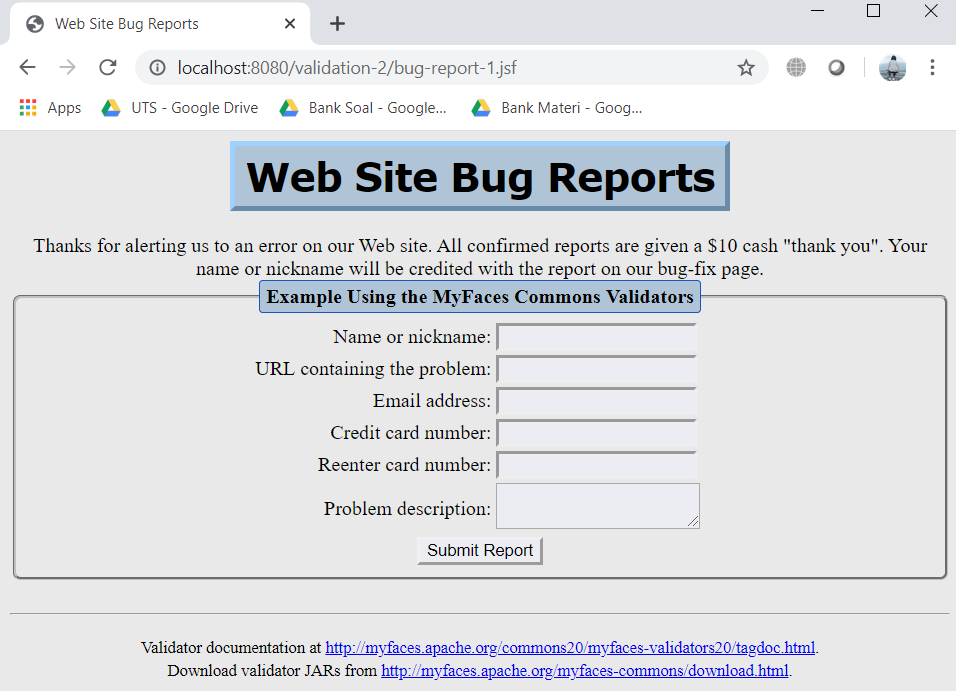 Web Site Bug Reports
localhost:8080/validation-2/bug-report-1.jsf
Apps UTS - Google Drive Bank Soal - Google... Bank Materi - Goog...
Web Site Bug Reports
Thanks for alerting us to an error on our Web site. All confirmed reports are given a $10 cash "thank you". Your
name or nickname will be credited with the report on our bug-fix page.
Example Using the MyFaces Commons Validators
Name or nickname:
URL containing the problem:
Email address:
Credit card number:
Reenter card number:
Problem description:
Submit Report
Validator documentation at http://myfaces.apache.org/commons20/myfaces-validators20/tagdoc.html.
Download validator JARs from http://myfaces.apache.org/myfaces-commons/download.html.